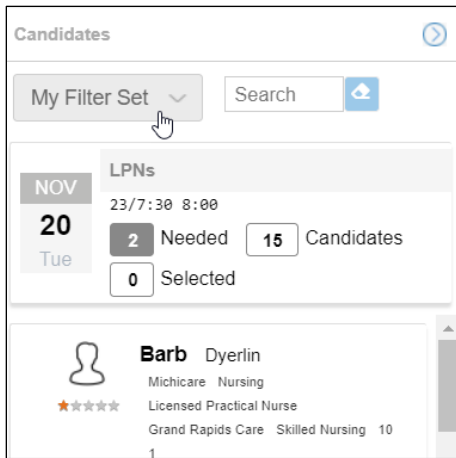 Candidates
My Filter Set
Search
LPNs
NOV
20
Tue
23/7:30 8:00
2 Needed 15 Candidates
0 Selected
Barb Dyerlin
Michicare Nursing
Licensed Practical Nurse
Grand Rapids Care Skilled Nursing 10
1